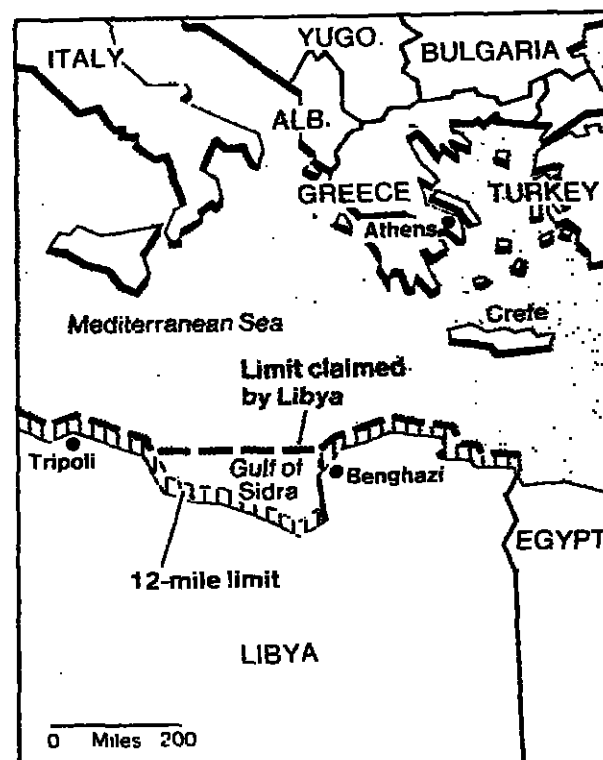 YUGO.
ITALY
BULGARIA
ALB.
GREECE
TURKEY
Athens
Mediterranean Sea
Crete
Limit claimed
by Libya
Tripoli
Gulf of
Sidra
Benghazi
EGYPT
12-mile limit
LIBYA
0 Miles 200